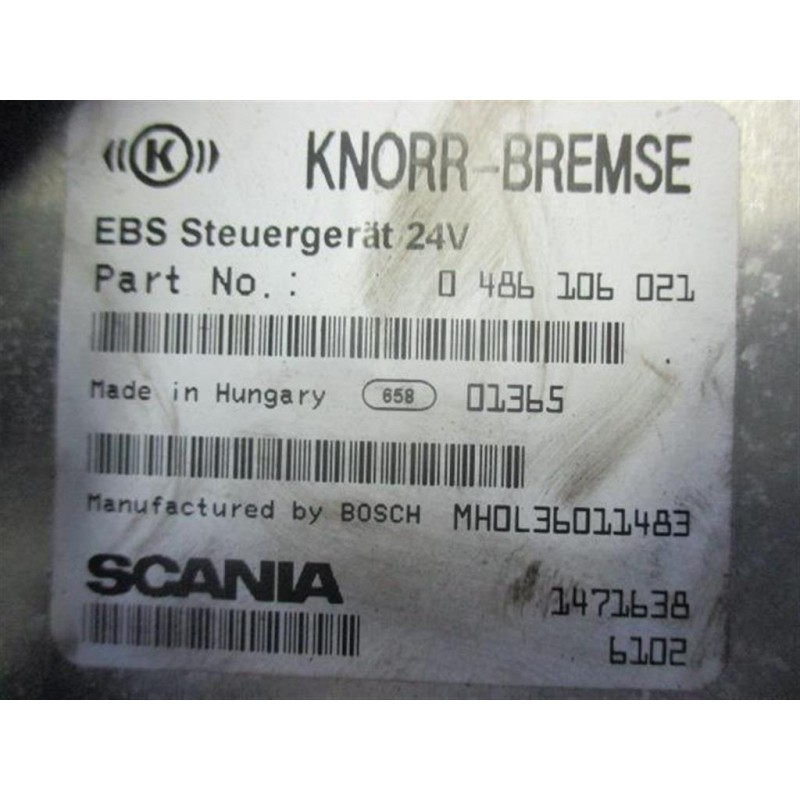 K KNORR-BREMSE
EBS Steuergerät 24V
Part No.: 0 486 106 021
Made in Hungary 658 01365
Manufactured by BOSCH MHDL36011483
SCANIA 1471638
6102